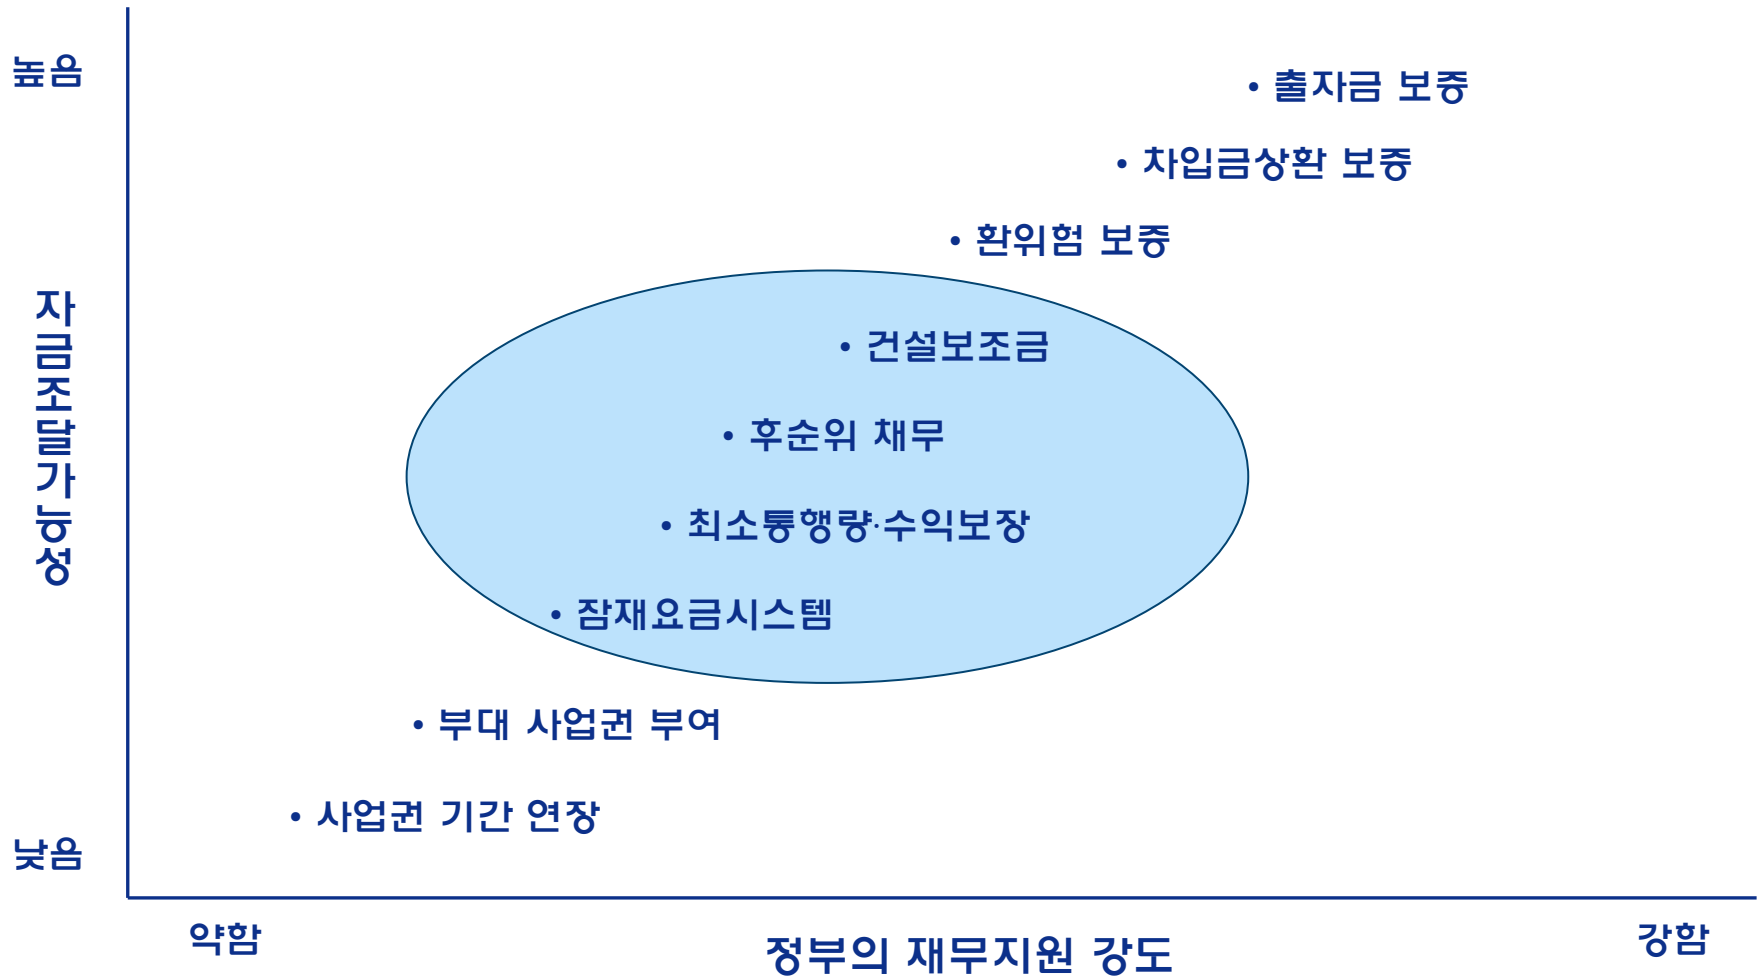 높음
• 출자금 보증
• 차입금상환 보증
• 환위험 보증
자금조달가능성
• 건설보조금
• 후순위 채무
• 최소통행량·수익보장
• 잠재요금시스템
• 부대 사업권 부여
• 사업권 기간 연장
낮음
약함
정부의 재무지원 강도
강함